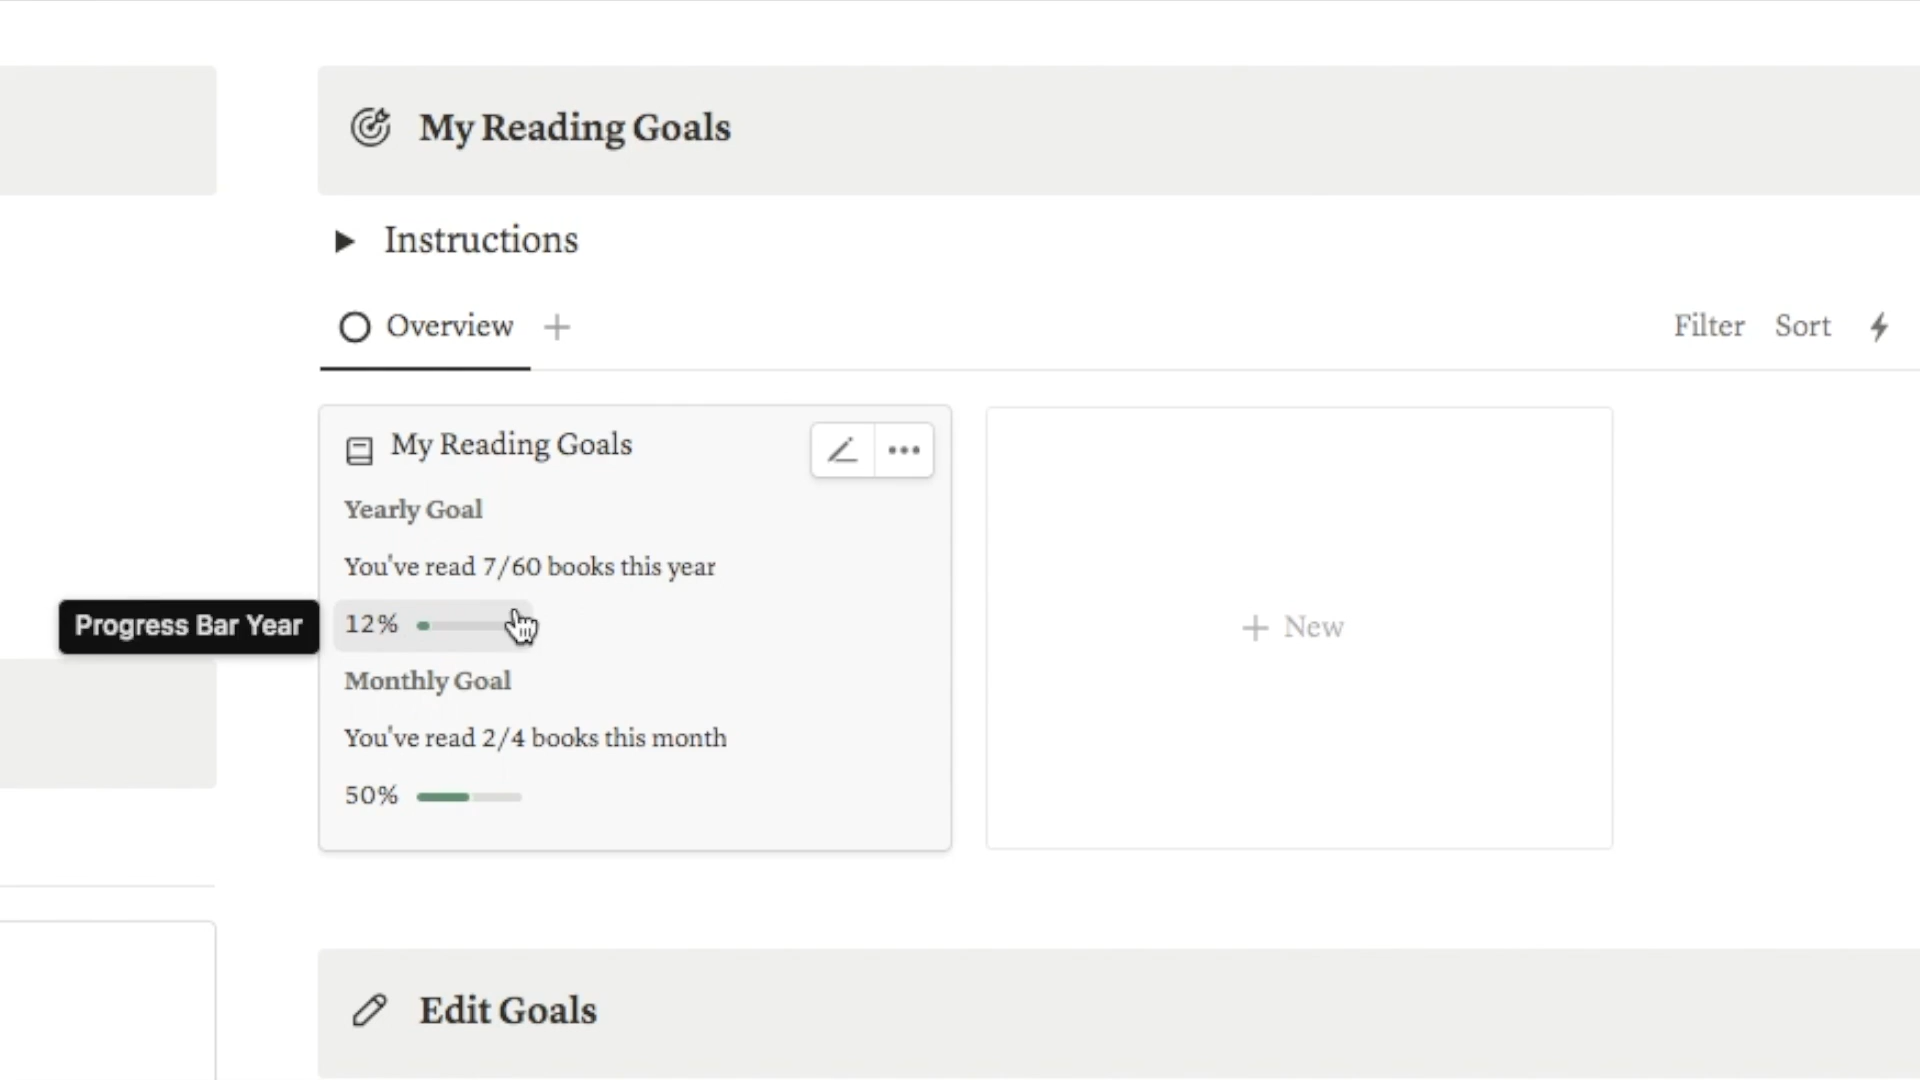 My Reading Goals
Instructions
Overview
Filter Sort
My Reading Goals
Yearly Goal
You've read 7/60 books this year
Progress Bar Year
12%
Monthly Goal
You've read 2/4 books this month
50%
+ New
Edit Goals